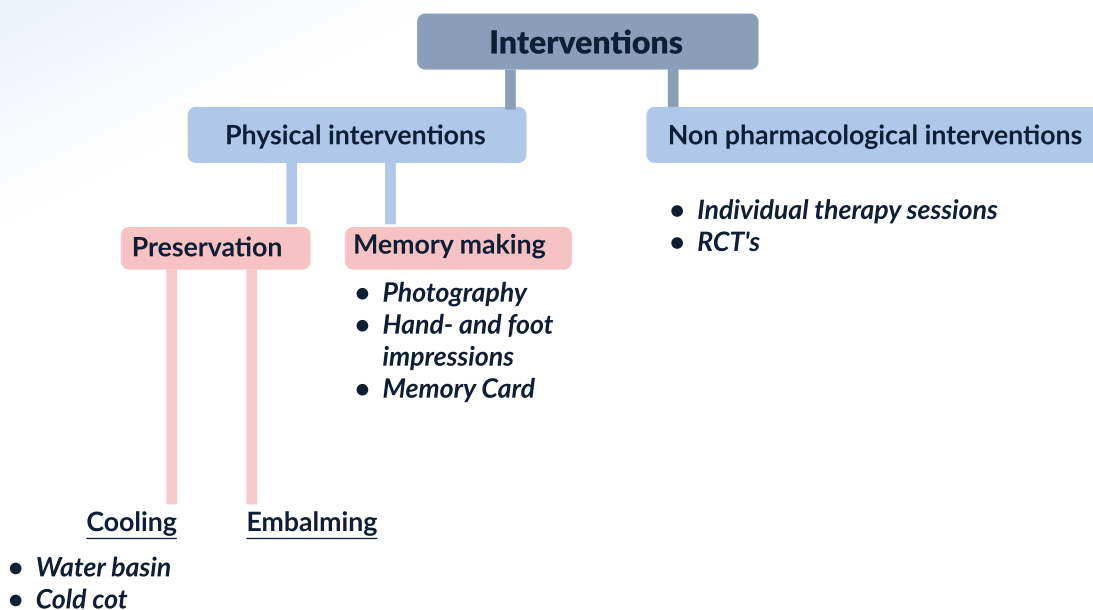 Interventions
Physical interventions
Non pharmacological interventions
Preservation
Memory making
● Individual therapy sessions
● RCT's
● Photography
● Hand- and foot
impressions
● Memory Card
Cooling
Embalming
● Water basin
● Cold cot